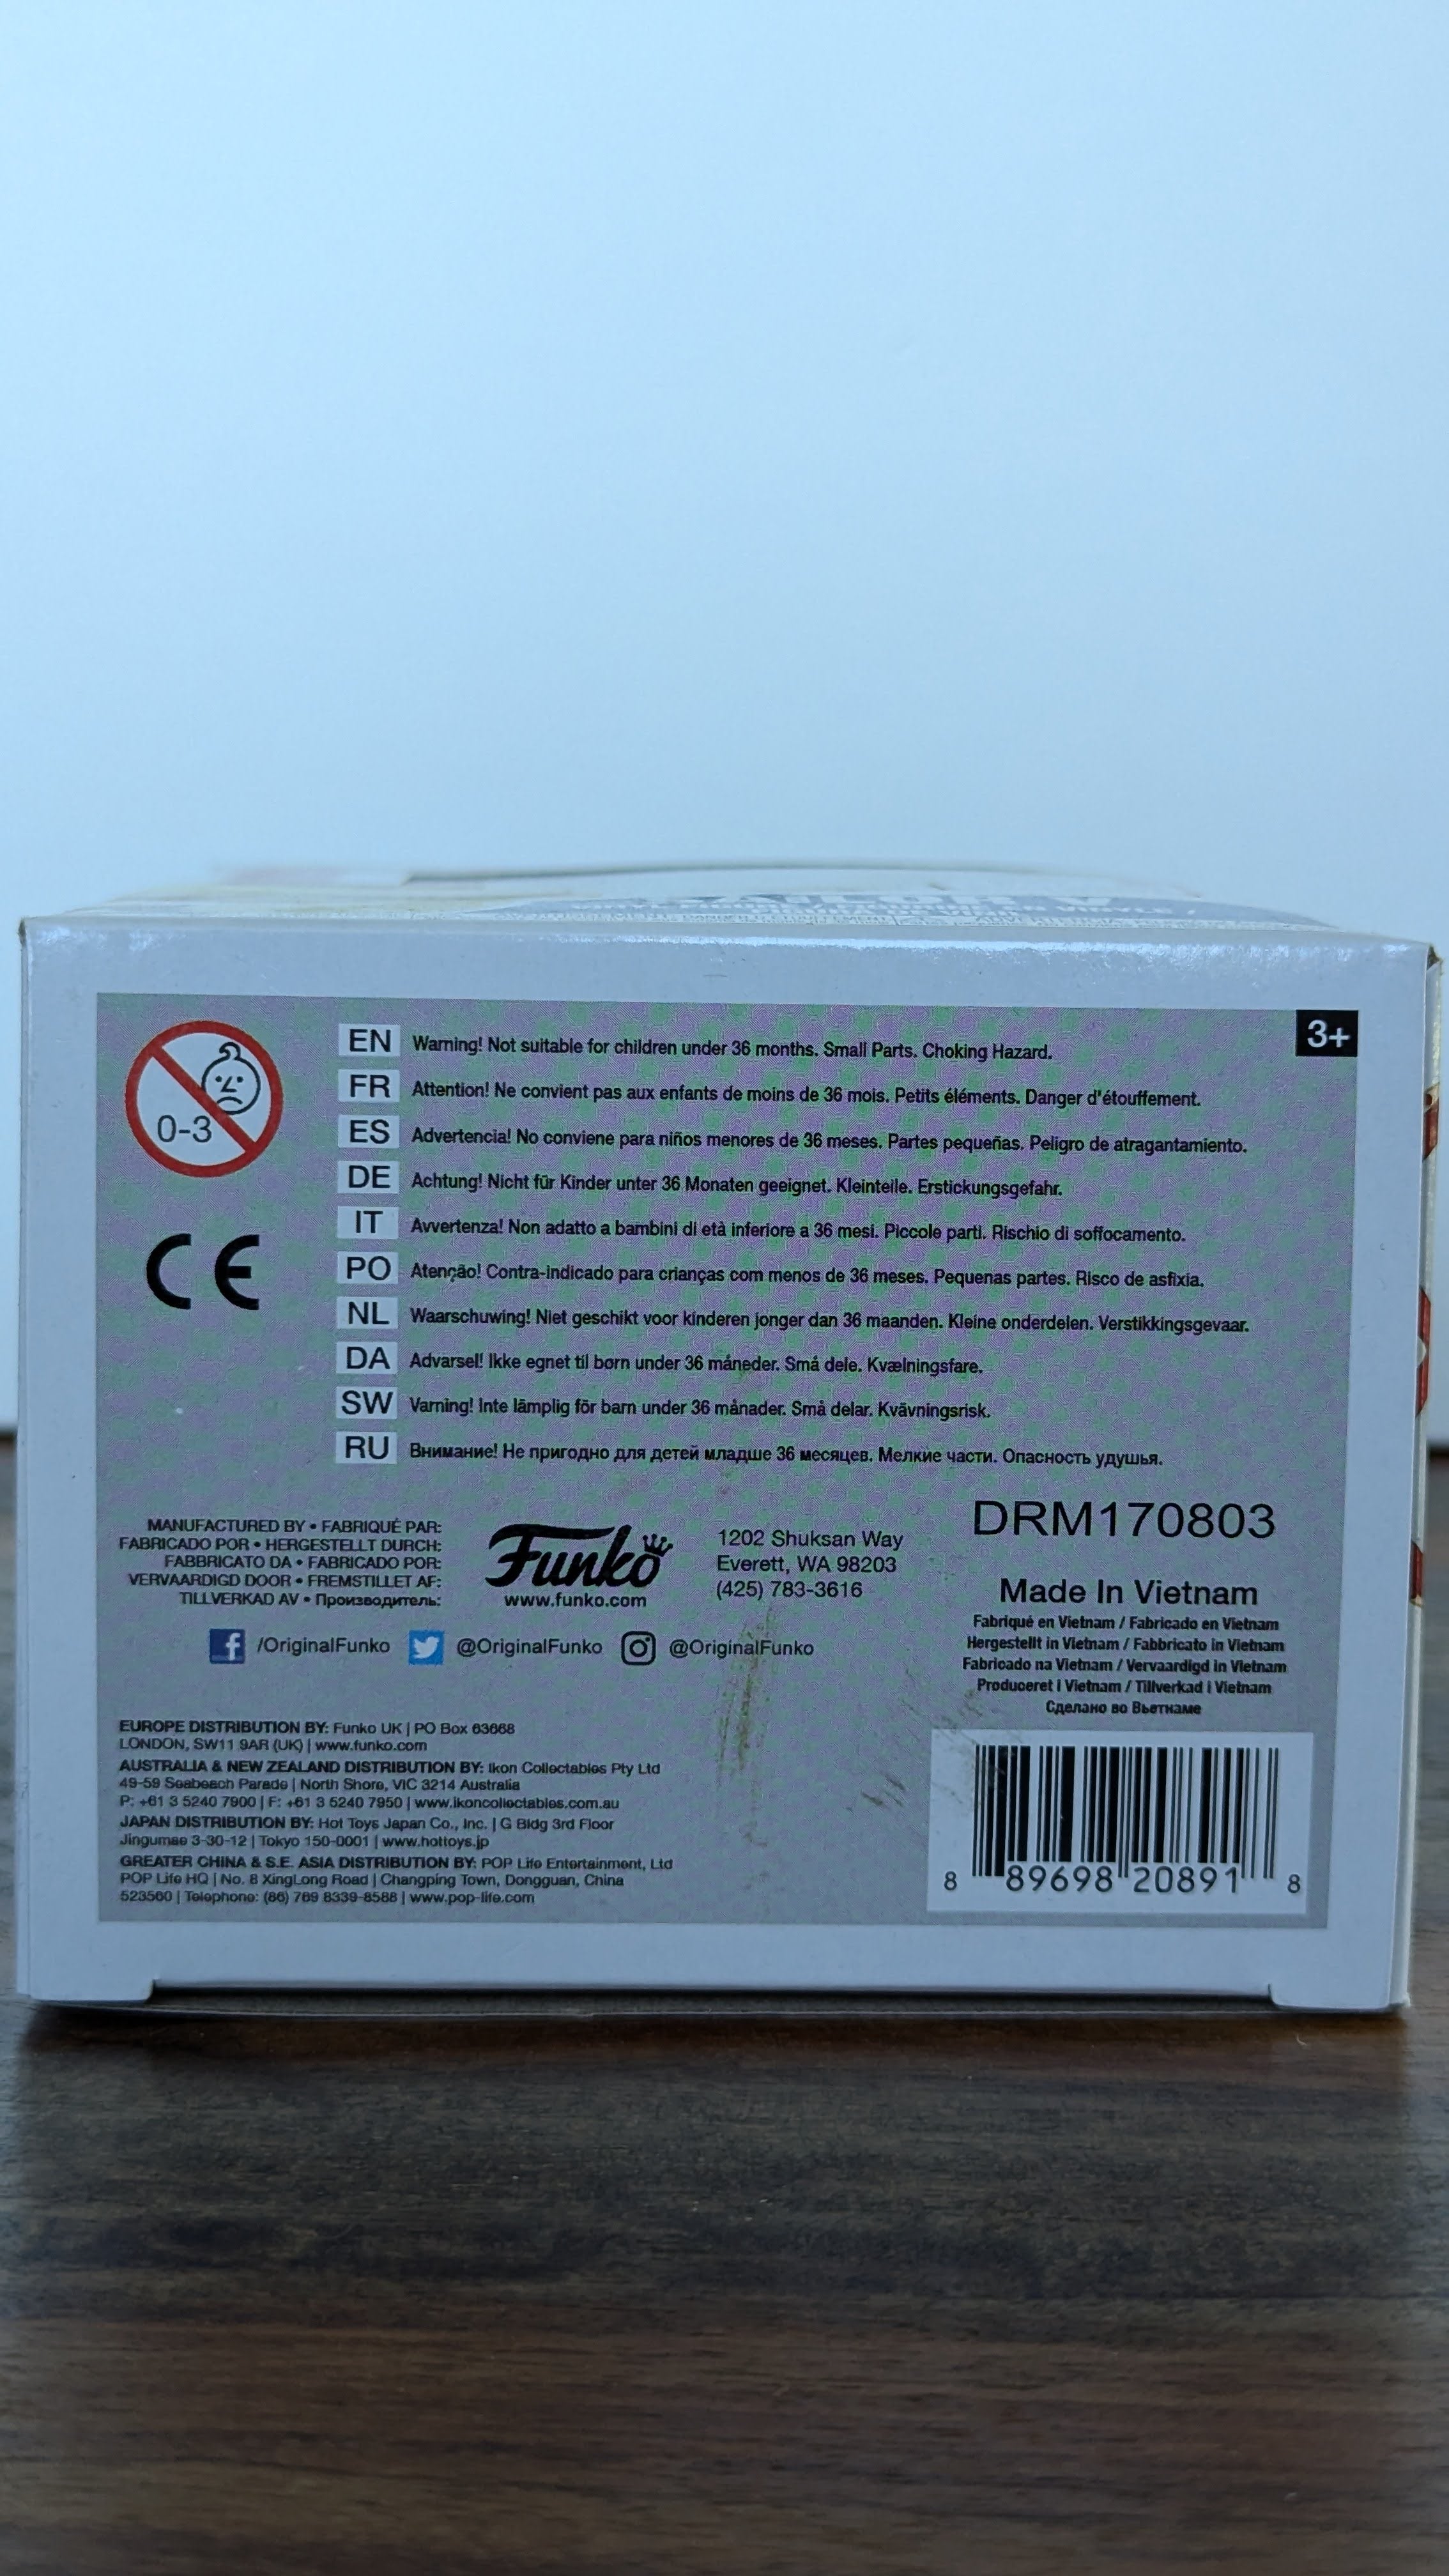 VINYLE /
0-3
EN Warning! Not suitable for children under 36 months. Small Parts. Choking Hazard.
3+
FR Attention! Ne convient pas aux enfants de moins de 36 mois. Petits éléments. Danger d'étouffement.
ES Advertencia! No conviene para niños menores de 36 meses. Partes pequeñas. Peligro de atragantamiento.
DE Achtung! Nicht für Kinder unter 36 Monaten geeignet. Kleinteile. Erstickungsgefahr.
IT Avvertenza! Non adatto a bambini di età inferiore a 36 mesi. Piccole parti. Rischio di soffocamento.
PO Atenção! Contra-indicado para crianças com menos de 36 meses. Pequenas partes. Risco de asfixia.
NL Waarschuwing! Niet geschikt voor kinderen jonger dan 36 maanden. Kleine onderdelen. Verstikkingsgevaar.
DA Advarsel! Ikke egnet til børn under 36 måneder. Små dele. Kvælningsfare.
SW Varning! Inte lämplig för barn under 36 månader. Små delar. Kvävningsrisk.
RU Внимание! Не пригодно для детей младше 36 месяцев. Мелкие части. Опасность удушья.
CE
MANUFACTURED BY • FABRIQUÉ PAR:
FABRICADO POR • HERGESTELLT DURCH:
FABBRICATO DA • FABRICADO POR:
VERVAARDIGD DOOR • FREMSTILLET AF:
TILLVERKAD AV • Производитель:
Funko
www.funko.com
1202 Shuksan Way
Everett, WA 98203
(425) 783-3616
/OriginalFunko @OriginalFunko @OriginalFunko
DRM170803
Made In Vietnam
Fabriqué en Vietnam / Fabricado en Vietnam
Hergestellt in Vietnam / Fabbricato in Vietnam
Fabricado na Vietnam / Vervaardigd in Vietnam
Produceret i Vietnam / Tillverkad i Vietnam
Сделано во Вьетнаме
EUROPE DISTRIBUTION BY: Funko UK | PO Box 63668
LONDON, SW11 9AR (UK) | www.funko.com
AUSTRALIA & NEW ZEALAND DISTRIBUTION BY: Ikon Collectables Pty Ltd
49-59 Seabeach Parade | North Shore, VIC 3214 Australia
P: +61 3 5240 7900 | F: +61 3 5240 7950 | www.ikoncollectables.com.au
JAPAN DISTRIBUTION BY: Hot Toys Japan Co., Inc. | G Bldg 3rd Floor
Jingumae 3-30-12 | Tokyo 150-0001 | www.hottoys.jp
GREATER CHINA & S.E. ASIA DISTRIBUTION BY: POP Life Entertainment, Ltd
POP Life HQ | No. 8 XingLong Road | Changping Town, Dongguan, China
523560 | Telephone: (86) 769 8339-8588 | www.pop-life.com
8 89698 20891 8